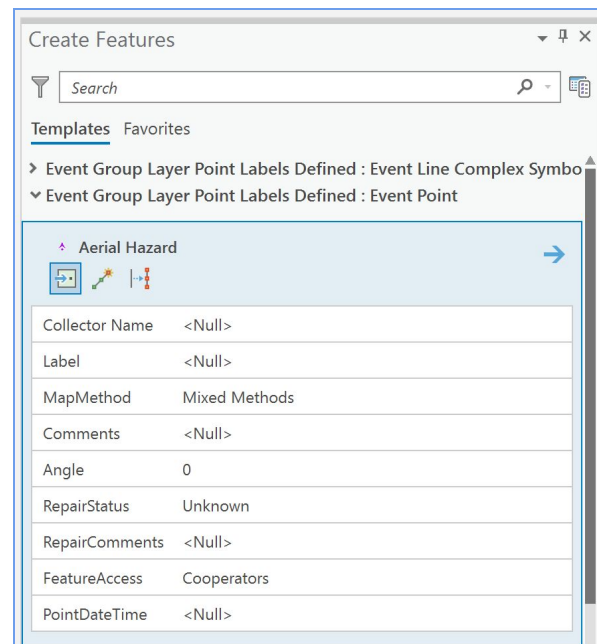 Create Features
Search
Templates Favorites
Event Group Layer Point Labels Defined : Event Line Complex Symbo
Event Group Layer Point Labels Defined : Event Point
Aerial Hazard
Collector Name <Null>
Label <Null>
MapMethod Mixed Methods
Comments <Null>
Angle 0
RepairStatus Unknown
RepairComments <Null>
FeatureAccess Cooperators
PointDateTime <Null>